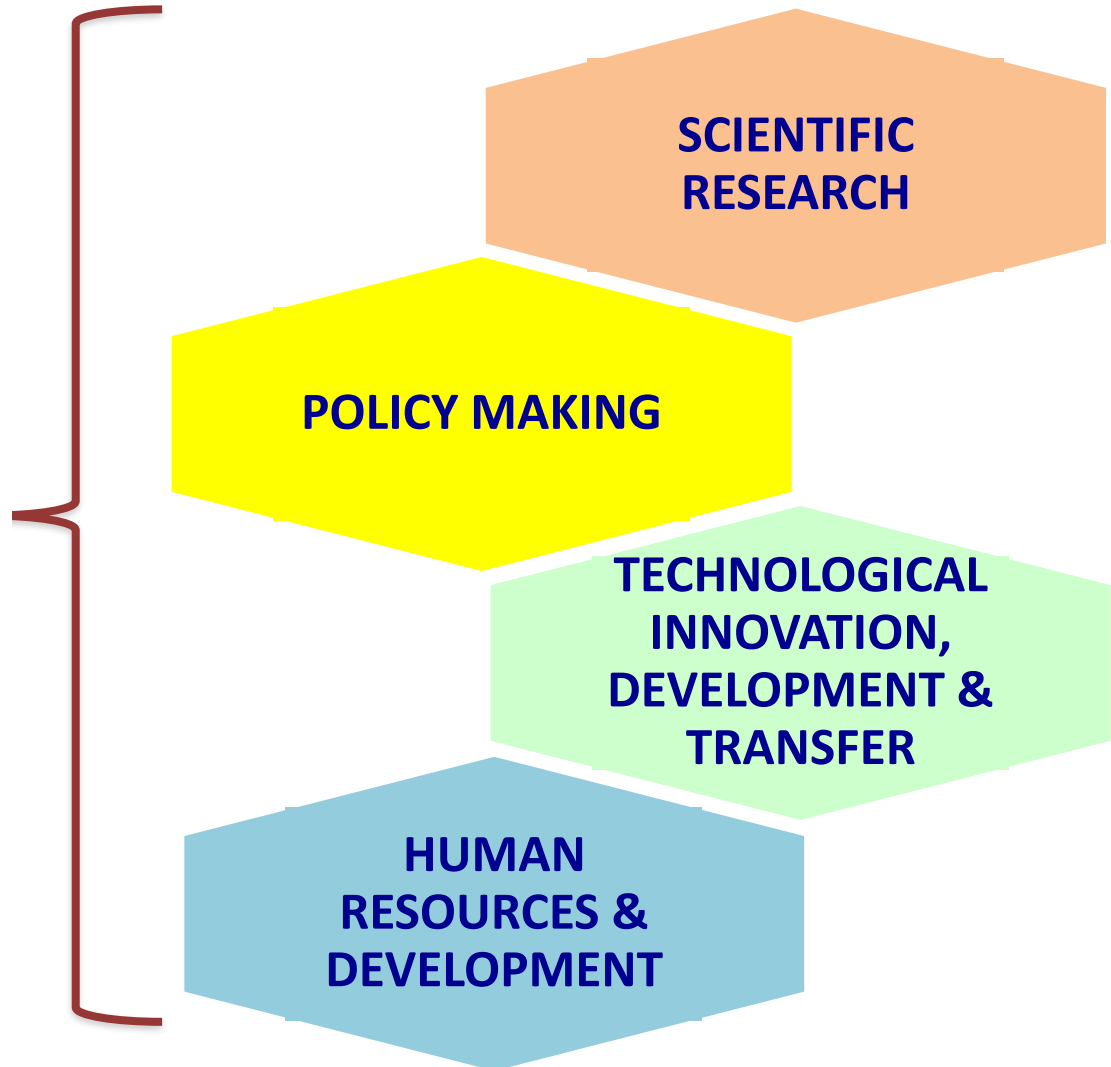 SCIENTIFIC
RESEARCH
POLICY MAKING
TECHNOLOGICAL
INNOVATION,
DEVELOPMENT &
TRANSFER
HUMAN
RESOURCES &
DEVELOPMENT